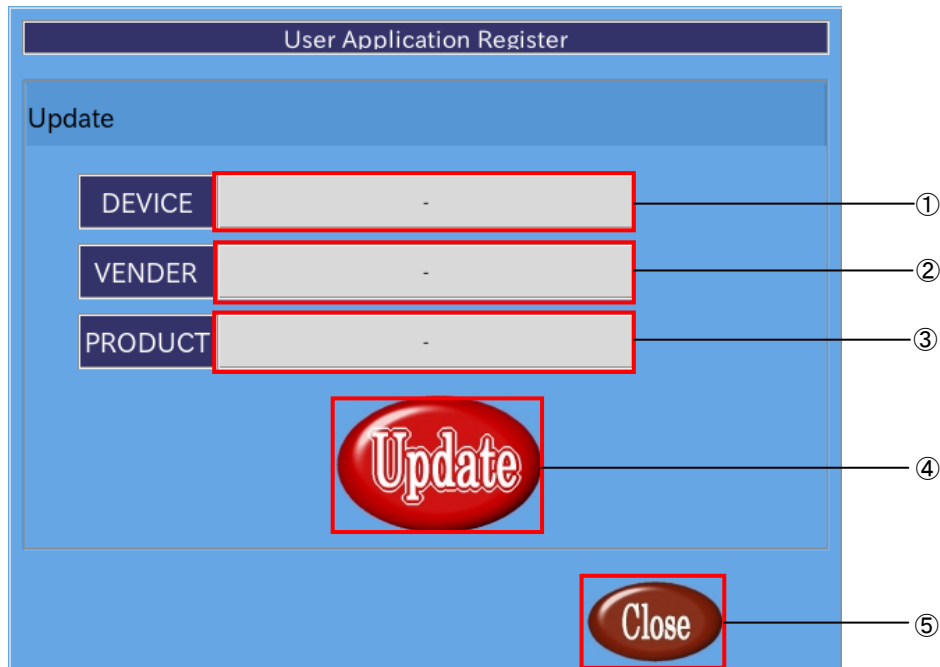 User Application Register
Update
DEVICE - ①
VENDER - ②
PRODUCT - ③
Update ④
Close ⑤